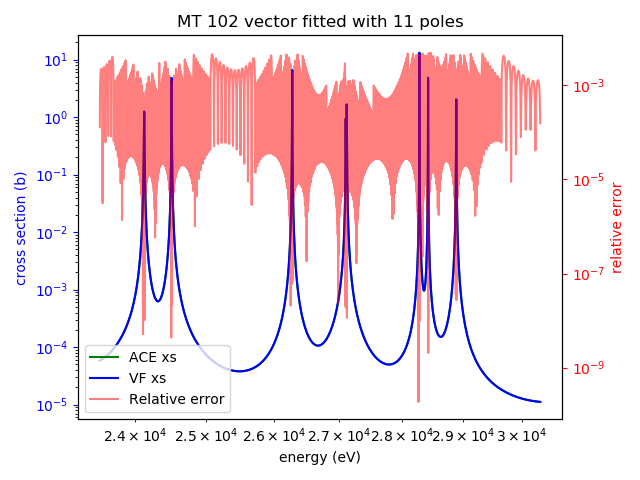 MT 102 vector fitted with 11 poles
10¹
10⁰
10⁻¹
10⁻²
10⁻³
10⁻⁴
10⁻⁵
cross section (b)
10⁻³
10⁻⁵
10⁻⁷
10⁻⁹
relative error
ACE xs
VF xs
Relative error
2.4 × 10⁴ 2.5 × 10⁴ 2.6 × 10⁴ 2.7 × 10⁴ 2.8 × 10⁴ 2.9 × 10⁴ 3 × 10⁴
energy (eV)